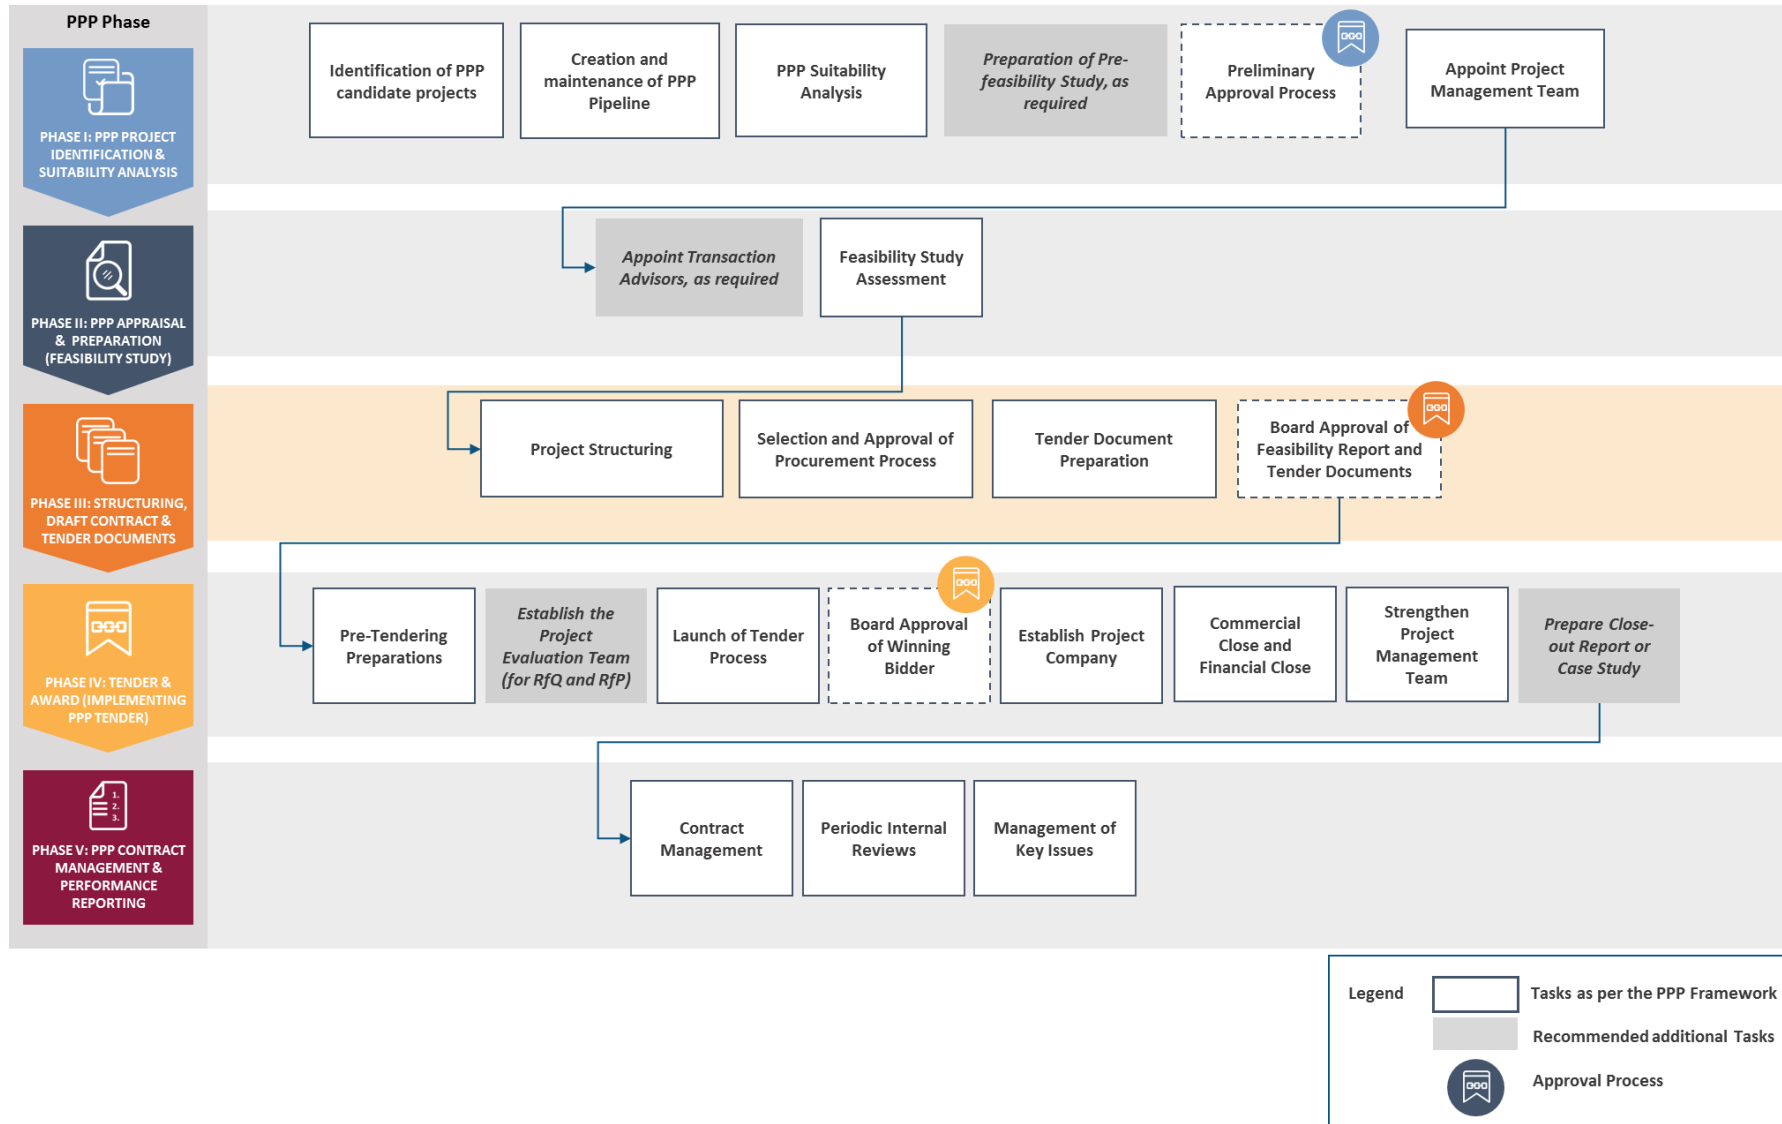 PPP Phase
PHASE I: PPP PROJECT
IDENTIFICATION &
SUITABILITY ANALYSIS
Identification of PPP
candidate projects
Creation and
maintenance of PPP
Pipeline
PPP Suitability
Analysis
Preparation of Pre-
feasibility Study, as
required
Preliminary
Approval Process
Appoint Project
Management Team
PHASE II: PPP APPRAISAL
& PREPARATION
(FEASIBILITY STUDY)
Appoint Transaction
Advisors, as required
Feasibility Study
Assessment
PHASE III: STRUCTURING,
DRAFT CONTRACT &
TENDER DOCUMENTS
Project Structuring
Selection and Approval of
Procurement Process
Tender Document
Preparation
Board Approval of
Feasibility Report and
Tender Documents
PHASE IV: TENDER &
AWARD (IMPLEMENTING
PPP TENDER)
Pre-Tendering
Preparations
Establish the
Project
Evaluation Team
(for RfQ and RfP)
Launch of Tender
Process
Board Approval
of Winning
Bidder
Establish Project
Company
Commercial
Close and
Financial Close
Strengthen
Project
Management
Team
Prepare Close-
out Report or
Case Study
1.
2.
3.
PHASE V: PPP CONTRACT
MANAGEMENT &
PERFORMANCE
REPORTING
Contract
Management
Periodic Internal
Reviews
Management of
Key Issues
Legend
Tasks as per the PPP Framework
Recommended additional Tasks
Approval Process